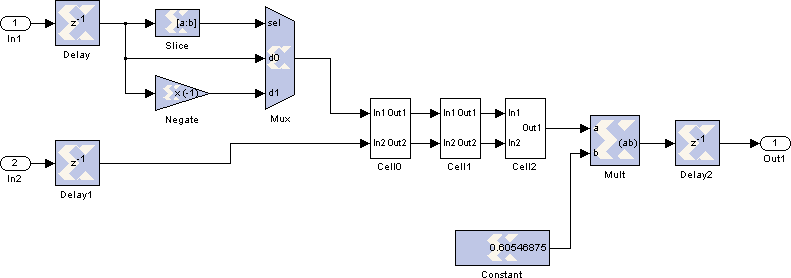 1
In1
z-1
Delay
[a:b]
Slice
x (-1)
Negate
sel
d0
d1
Mux
2
In2
z-1
Delay1
In1 Out1
In2 Out2
Cell0
In1 Out1
In2 Out2
Cell1
In1
Out1
In2
Cell2
a
(ab)
b
Mult
z-1
Delay2
1
Out1
0.60546875
Constant